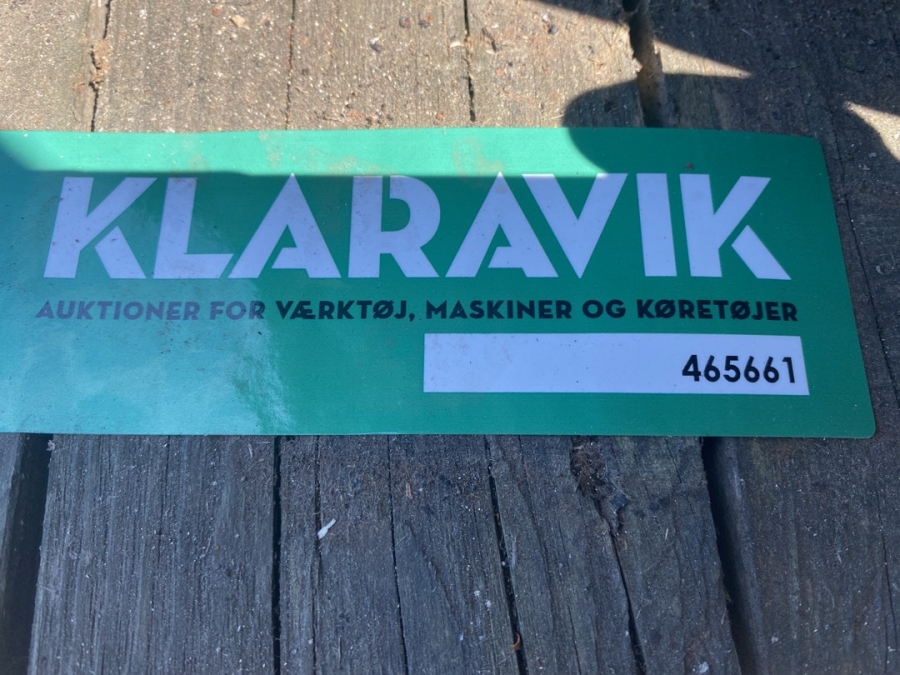 KLARAVIK
AUKTIONER FOR VÆRKTØJ, MASKINER OG KØRETØJER
465661